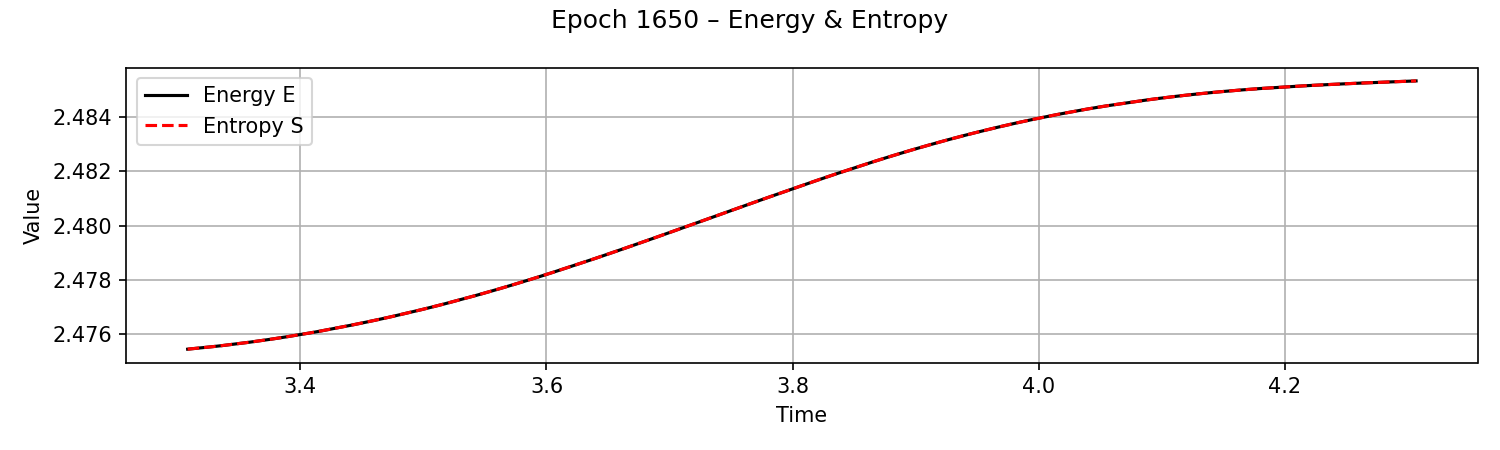 Epoch 1650 – Energy & Entropy
Energy E
Entropy S
2.484
2.482
2.480
2.478
2.476
Value
3.4 3.6 3.8 4.0 4.2
Time